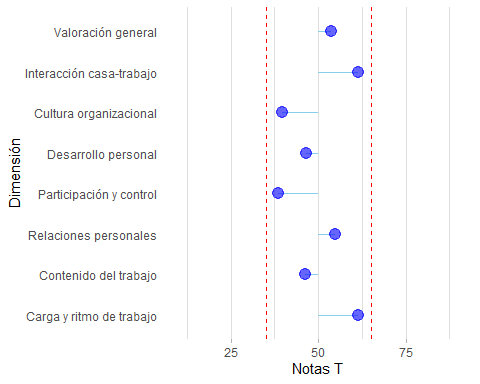 Valoración general
Interacción casa-trabajo
Cultura organizacional
Desarrollo personal
Participación y control
Relaciones personales
Contenido del trabajo
Carga y ritmo de trabajo
Dimensión
25 50 75
Notas T